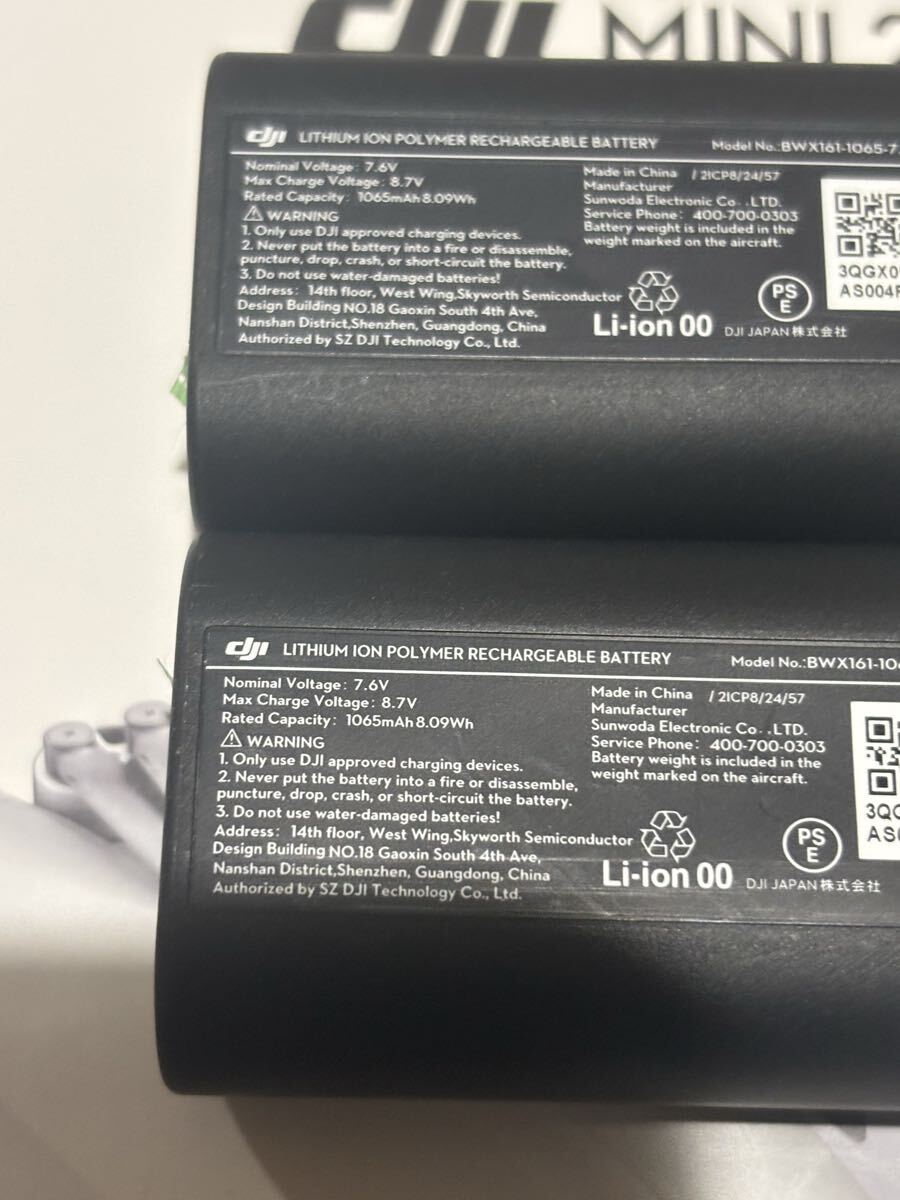 dji MINI 2
dji LITHIUM ION POLYMER RECHARGEABLE BATTERY Model No.:BWX161-1065-7.
Nominal Voltage: 7.6V
Max Charge Voltage: 8.7V
Rated Capacity: 1065mAh 8.09Wh
⚠ WARNING
1. Only use DJI approved charging devices.
2. Never put the battery into a fire or disassemble,
puncture, drop, crash, or short-circuit the battery.
3. Do not use water-damaged batteries!
Address: 14th floor, West Wing,Skyworth Semiconductor
Design Building NO.18 Gaoxin South 4th Ave,
Nanshan District,Shenzhen, Guangdong, China
Authorized by SZ DJI Technology Co., Ltd.
Made in China / 2ICP8/24/57
Manufacturer
Sunwoda Electronic Co. .LTD.
Service Phone: 400-700-0303
Battery weight is included in the
weight marked on the aircraft.
Li-ion 00
PS
E
DJI JAPAN 株式会社
3QGX0
AS004
dji LITHIUM ION POLYMER RECHARGEABLE BATTERY Model No.:BWX161-10
Nominal Voltage: 7.6V
Max Charge Voltage: 8.7V
Rated Capacity: 1065mAh 8.09Wh
⚠ WARNING
1. Only use DJI approved charging devices.
2. Never put the battery into a fire or disassemble,
puncture, drop, crash, or short-circuit the battery.
3. Do not use water-damaged batteries!
Address: 14th floor, West Wing,Skyworth Semiconductor
Design Building NO.18 Gaoxin South 4th Ave,
Nanshan District,Shenzhen, Guangdong, China
Authorized by SZ DJI Technology Co., Ltd.
Made in China / 2ICP8/24/57
Manufacturer
Sunwoda Electronic Co. .LTD.
Service Phone: 400-700-0303
Battery weight is included in the
weight marked on the aircraft.
Li-ion 00
PS
E
DJI JAPAN 株式会社
3QG
AS0